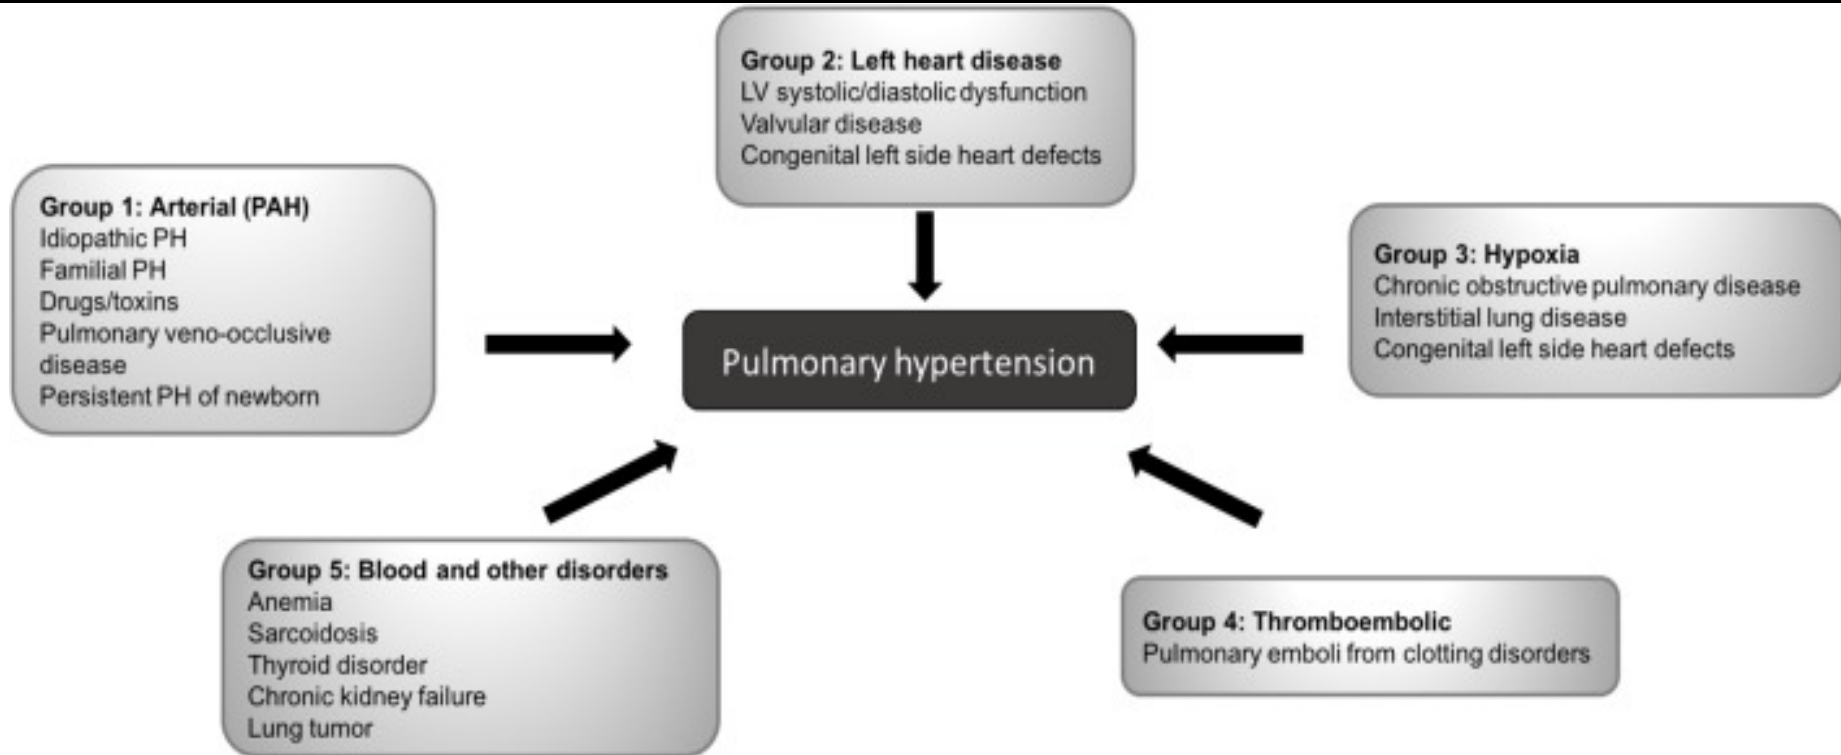 Group 1: Arterial (PAH)
Idiopathic PH
Familial PH
Drugs/toxins
Pulmonary veno-occlusive
disease
Persistent PH of newborn
Group 2: Left heart disease
LV systolic/diastolic dysfunction
Valvular disease
Congenital left side heart defects
Group 3: Hypoxia
Chronic obstructive pulmonary disease
Interstitial lung disease
Congenital left side heart defects
Pulmonary hypertension
Group 5: Blood and other disorders
Anemia
Sarcoidosis
Thyroid disorder
Chronic kidney failure
Lung tumor
Group 4: Thromboembolic
Pulmonary emboli from clotting disorders